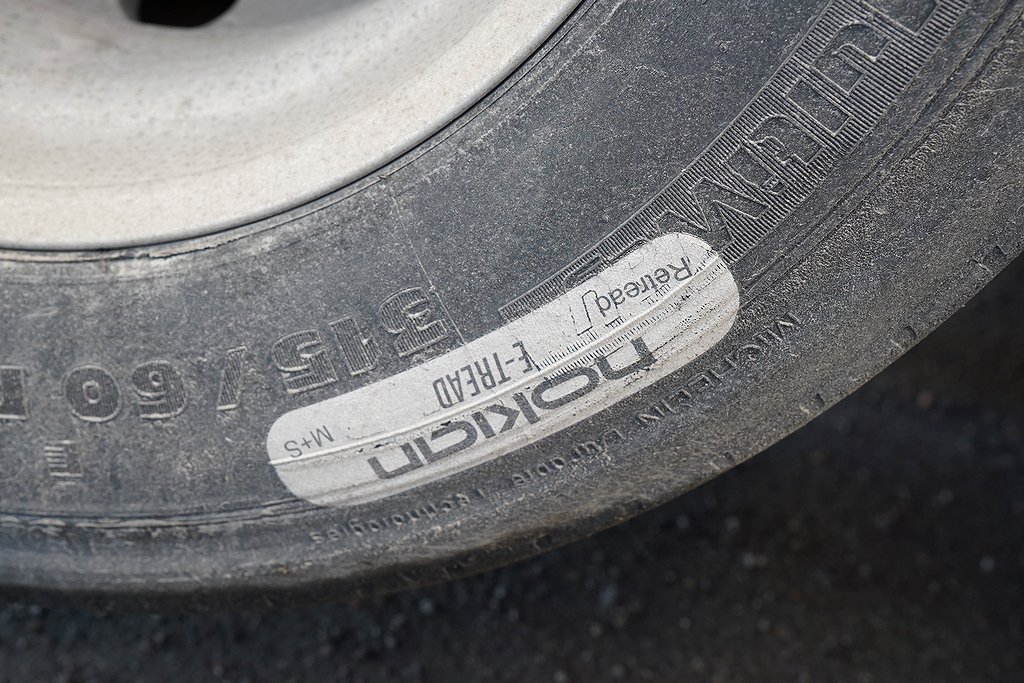 nokian
E-TREAD
Retread
M+S
315/60 R
MICHELIN Durable Technologies